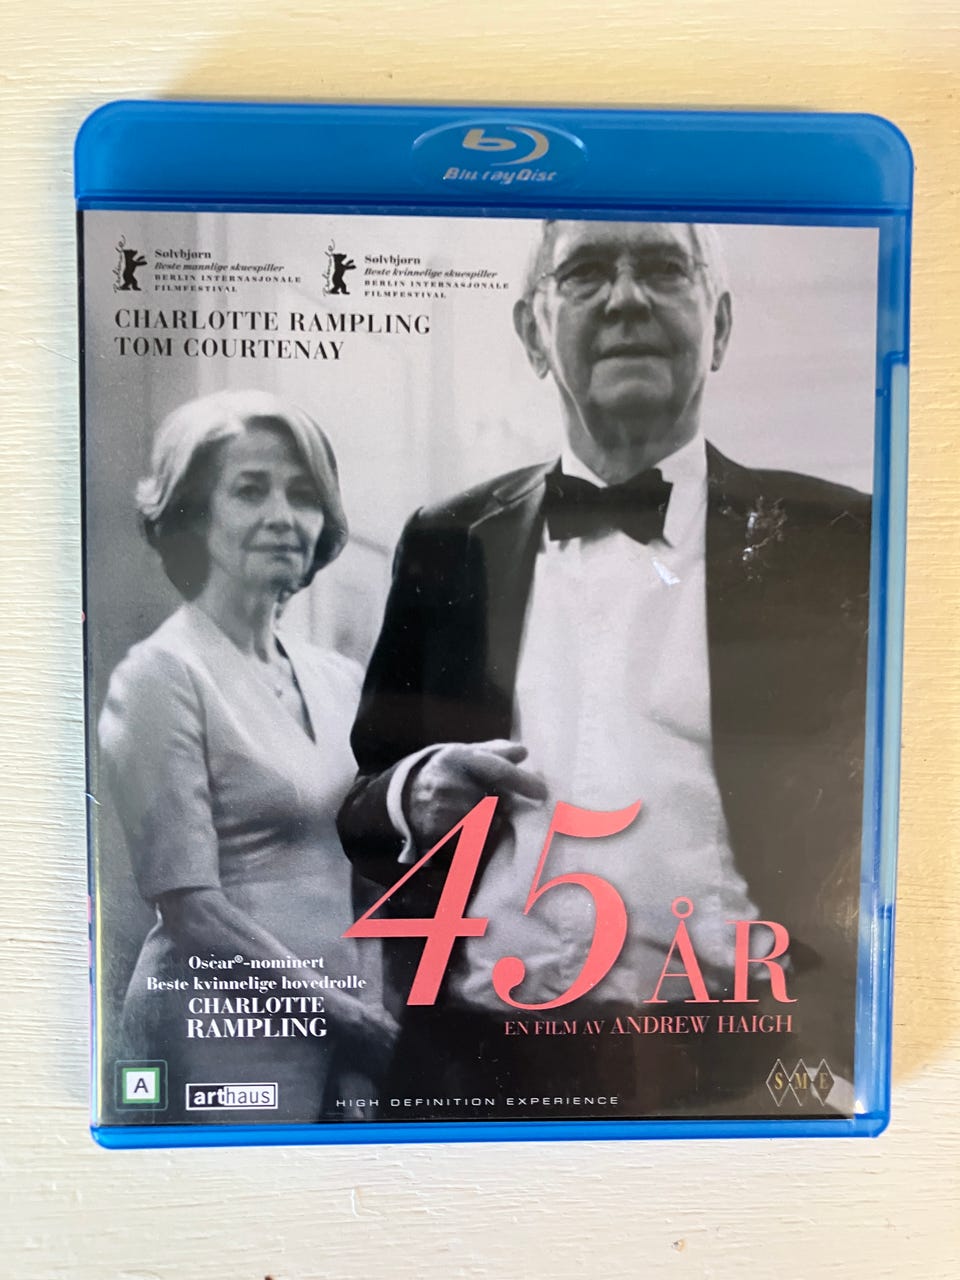 Blu-ray Disc
Sølvbjørn
Beste mannlige skuespiller
BERLIN INTERNASJONALE
FILMFESTIVAL
Sølvbjørn
Beste kvinnelige skuespiller
BERLIN INTERNASJONALE
FILMFESTIVAL
CHARLOTTE RAMPLING
TOM COURTENAY
45 ÅR
EN FILM AV ANDREW HAIGH
Oscar®-nominert
Beste kvinnelige hovedrolle
CHARLOTTE
RAMPLING
A
arthaus
HIGH DEFINITION EXPERIENCE
SME